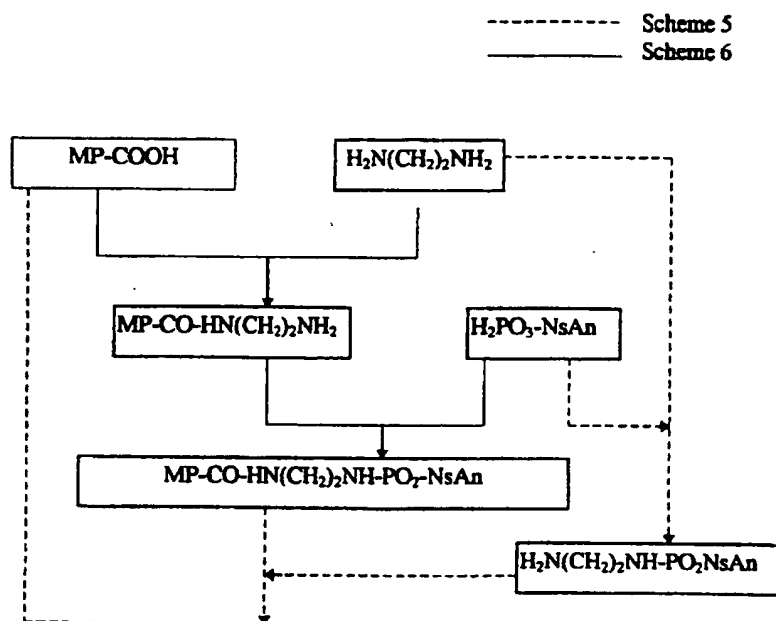 Scheme 5
Scheme 6
MP-COOH
H₂N(CH₂)₂NH₂
MP-CO-HN(CH₂)₂NH₂
H₂PO₃-NsAn
MP-CO-HN(CH₂)₂NH-PO₂-NsAn
H₂N(CH₂)₂NH-PO₂NsAn